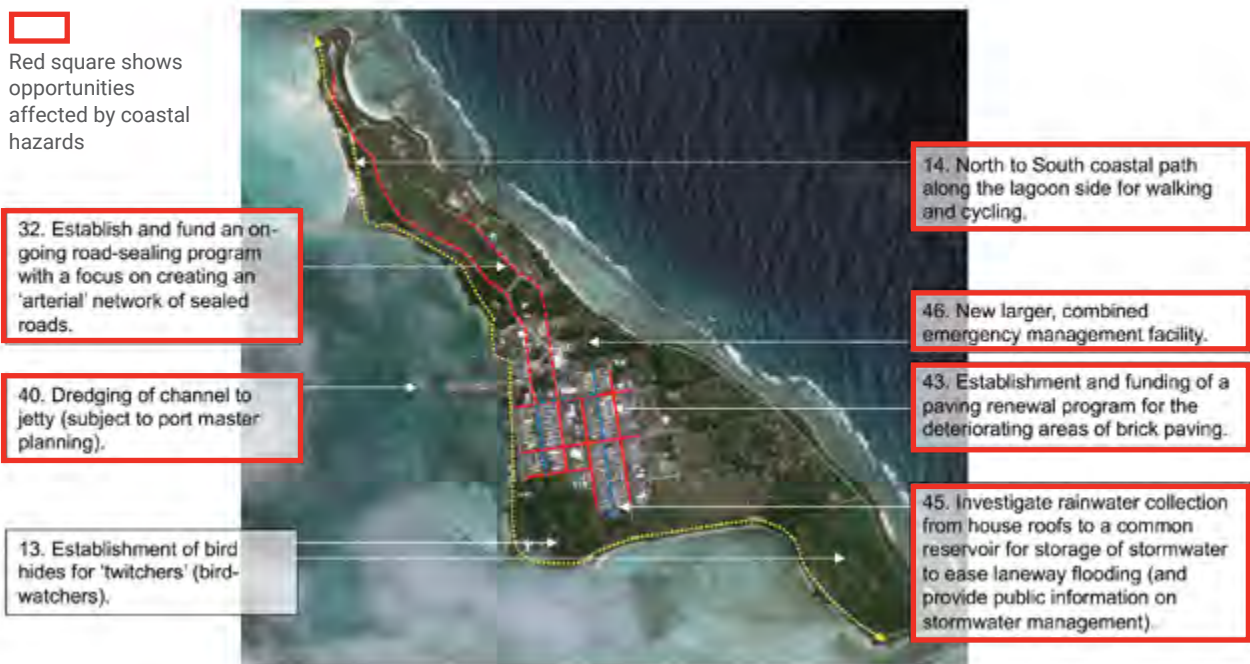 Red square shows
opportunities
affected by coastal
hazards
32. Establish and fund an on-
going road-sealing program
with a focus on creating an
'arterial' network of sealed
roads.
40. Dredging of channel to
jetty (subject to port master
planning).
13. Establishment of bird
hides for 'twitchers' (bird-
watchers).
14. North to South coastal path
along the lagoon side for walking
and cycling.
46. New larger, combined
emergency management facility.
43. Establishment and funding of a
paving renewal program for the
deteriorating areas of brick paving.
45. Investigate rainwater collection
from house roofs to a common
reservoir for storage of stormwater
to ease laneway flooding (and
provide public information on
stormwater management).